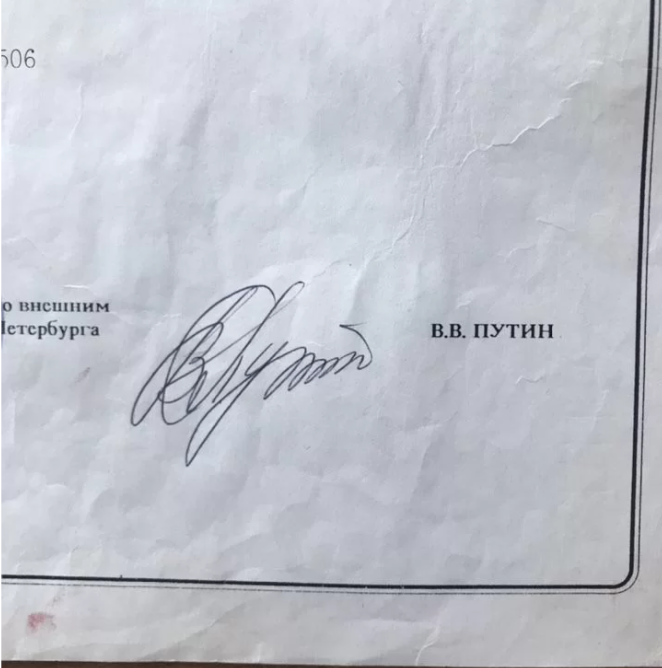 506
о внешним
Петербурга
В.В. ПУТИН